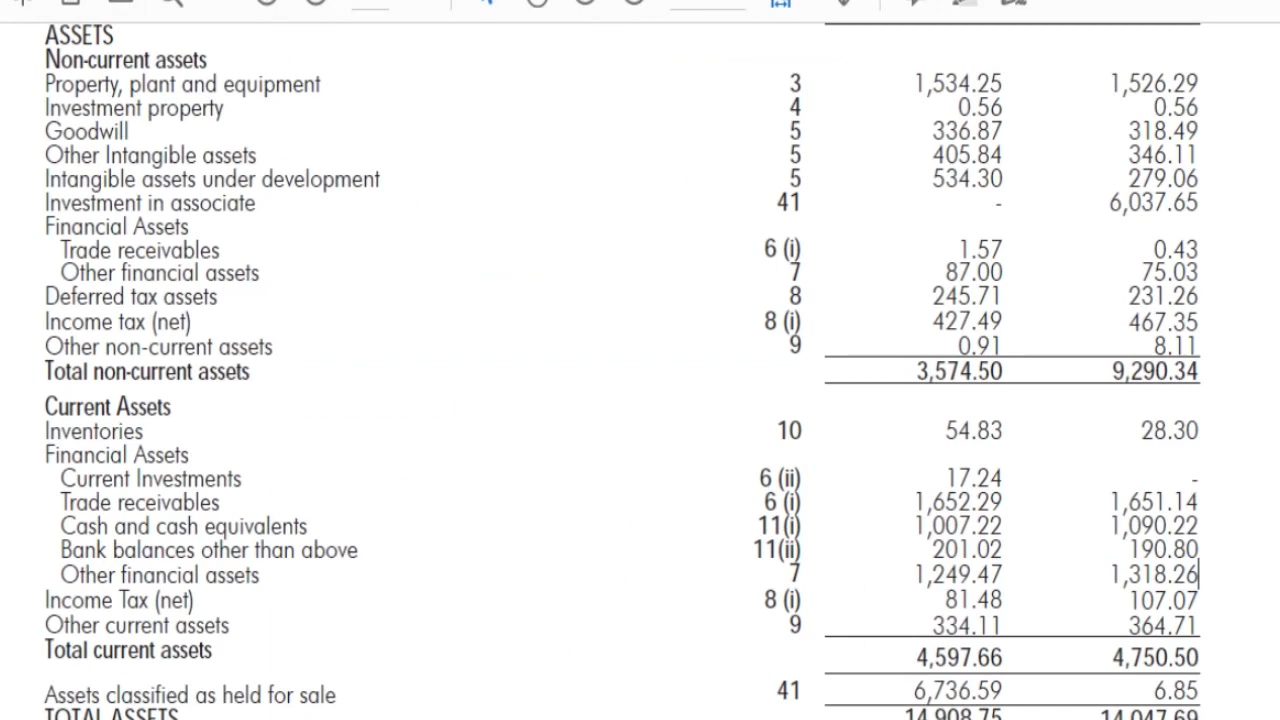 ASSETS
Non-current assets
Property, plant and equipment 3 1,534.25 1,526.29
Investment property 4 0.56 0.56
Goodwill 5 336.87 318.49
Other Intangible assets 5 405.84 346.11
Intangible assets under development 5 534.30 279.06
Investment in associate 41 - 6,037.65
Financial Assets
Trade receivables 6 (i) 1.57 0.43
Other financial assets 7 87.00 75.03
Deferred tax assets 8 245.71 231.26
Income tax (net) 8 (i) 427.49 467.35
Other non-current assets 9 0.91 8.11
Total non-current assets 3,574.50 9,290.34
Current Assets
Inventories 10 54.83 28.30
Financial Assets
Current Investments 6 (ii) 17.24 -
Trade receivables 6 (i) 1,652.29 1,651.14
Cash and cash equivalents 11(i) 1,007.22 1,090.22
Bank balances other than above 11(ii) 201.02 190.80
Other financial assets 7 1,249.47 1,318.26
Income Tax (net) 8 (i) 81.48 107.07
Other current assets 9 334.11 364.71
Total current assets 4,597.66 4,750.50
Assets classified as held for sale 41 6,736.59 6.85
TOTAL ASSETS 14,908.75 14,047.69